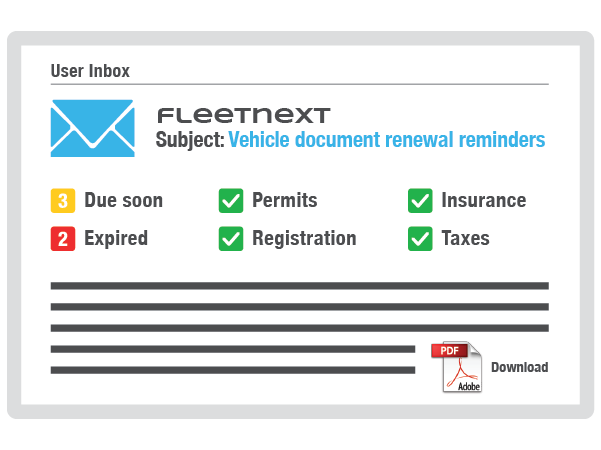 User Inbox
FLEETNEXT
Subject: Vehicle document renewal reminders
3 Due soon Permits Insurance
2 Expired Registration Taxes
PDF
Adobe
Download